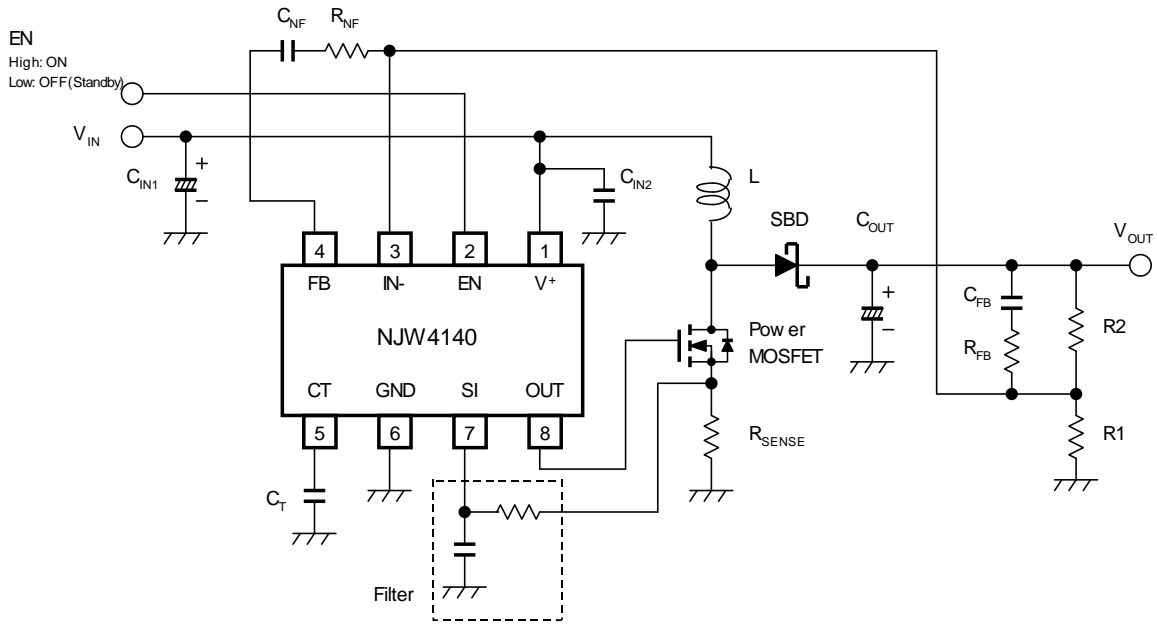 C_NF R_NF
EN
High: ON
Low: OFF(Standby)
V_IN
C_IN1
+
−
C_IN2
L
SBD
C_OUT
V_OUT
4 3 2 1
FB IN- EN V+
NJW4140
CT GND SI OUT
5 6 7 8
Power
MOSFET
+
−
C_FB
R_FB
R2
R_SENSE
R1
C_T
Filter